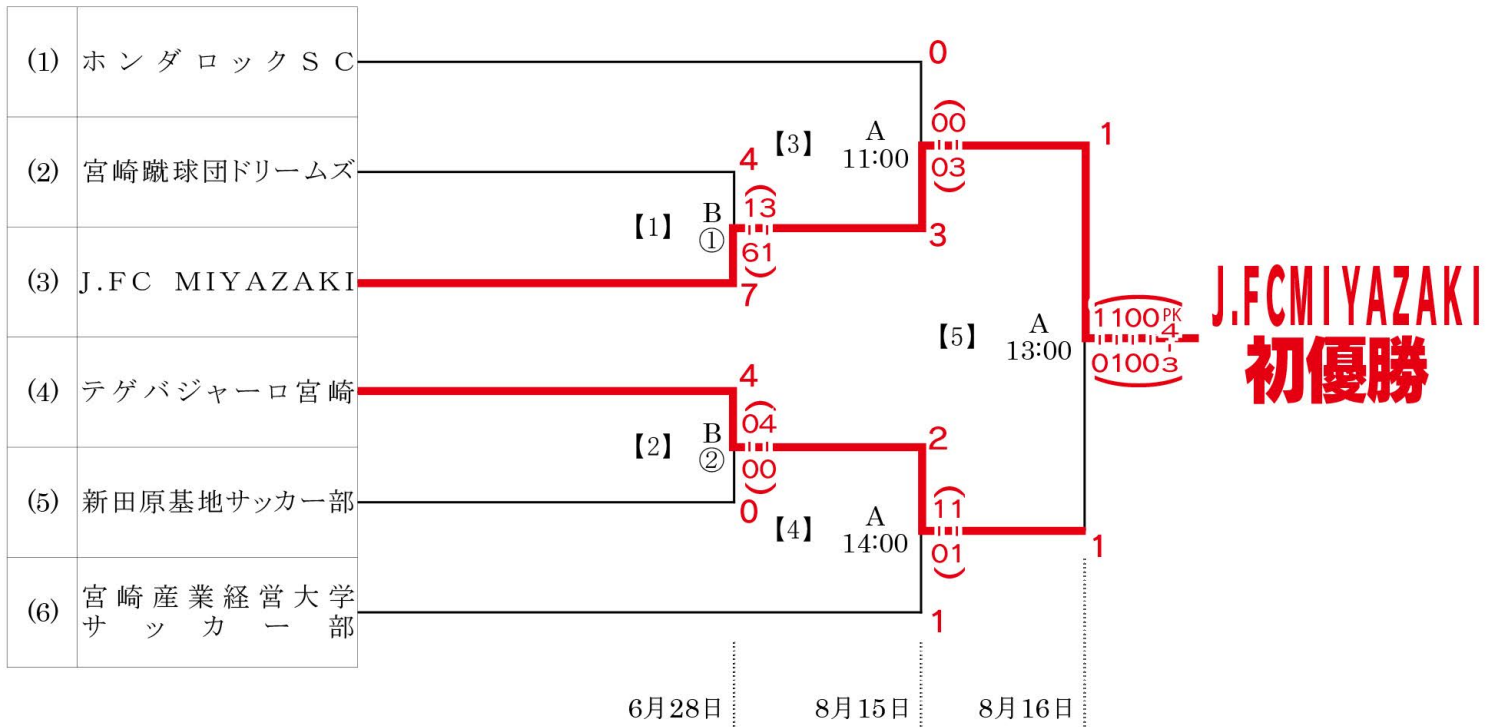 (1) ホンダロックSC
(2) 宮崎蹴球団ドリームズ
(3) J.FC MIYAZAKI
(4) テゲバジャーロ宮崎
(5) 新田原基地サッカー部
(6) 宮崎産業経営大学
サッカー部
4
【1】 B
①
13
61
7
4
【2】 B
②
04
00
0
0
【3】 A
11:00
00
03
3
2
【4】 A
14:00
11
01
1
1
【5】 A
13:00
1100 PK 4
0100 3
1
J.FCMIYAZAKI
初優勝
6月28日
8月15日
8月16日